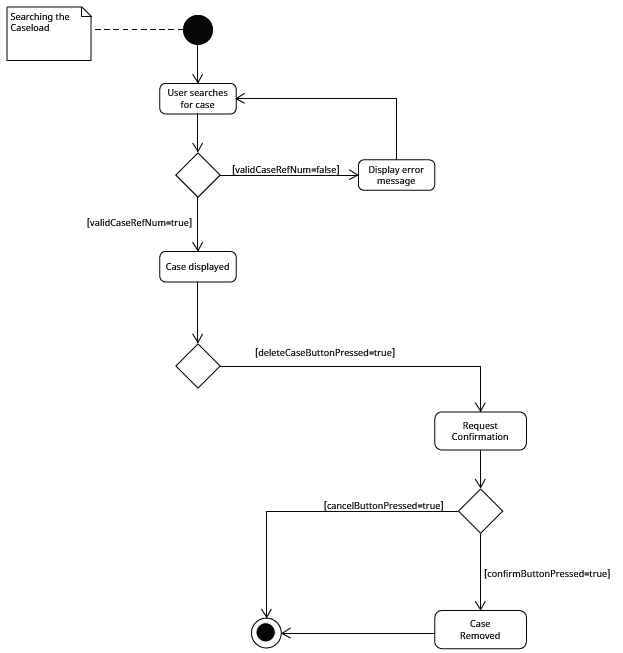 Searching the
Caseload
User searches
for case
[validCaseRefNum=false]
Display error
message
[validCaseRefNum=true]
Case displayed
[deleteCaseButtonPressed=true]
Request
Confirmation
[cancelButtonPressed=true]
[confirmButtonPressed=true]
Case
Removed